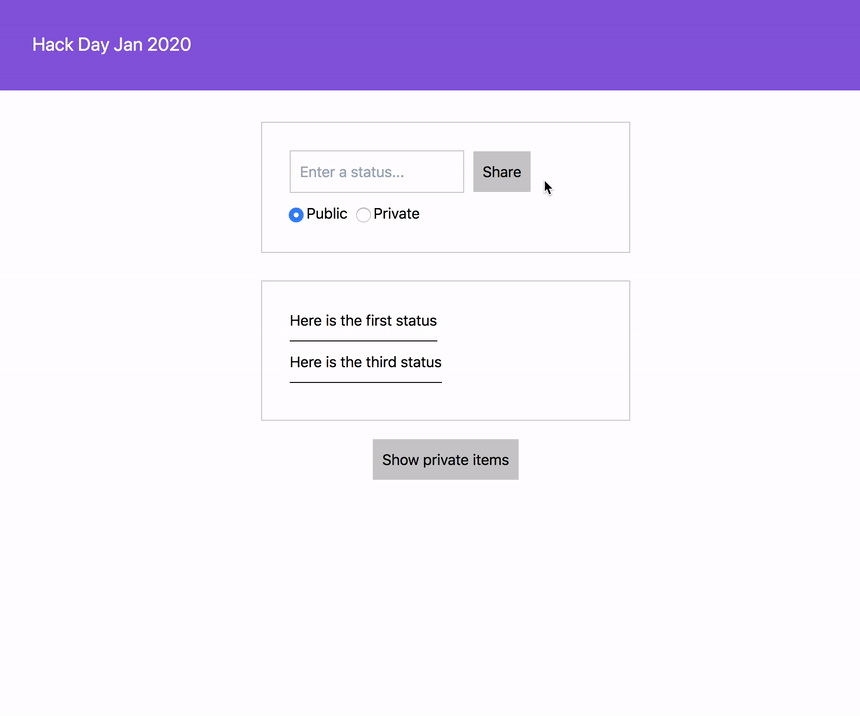 Hack Day Jan 2020
Enter a status...
Share
Public
Private
Here is the first status
Here is the third status
Show private items